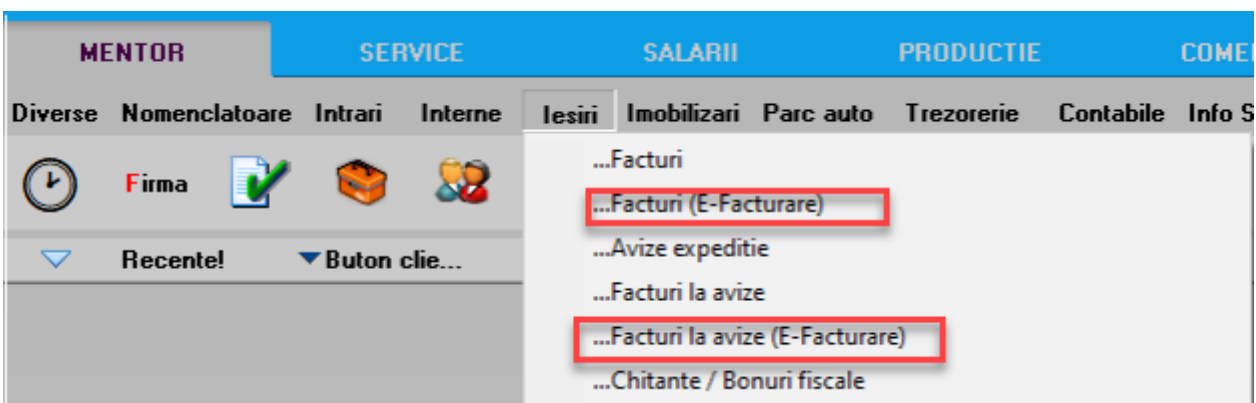 MENTOR SERVICE SALARII PRODUCTIE
Diverse Nomenclatoare Intrari Interne Iesiri Imobilizari Parc auto Trezorerie Contabile Info
...Facturi
Firma
...Facturi (E-Facturare)
...Avize expeditie
Recente! Buton clie...
...Facturi la avize
...Facturi la avize (E-Facturare)
...Chitante / Bonuri fiscale